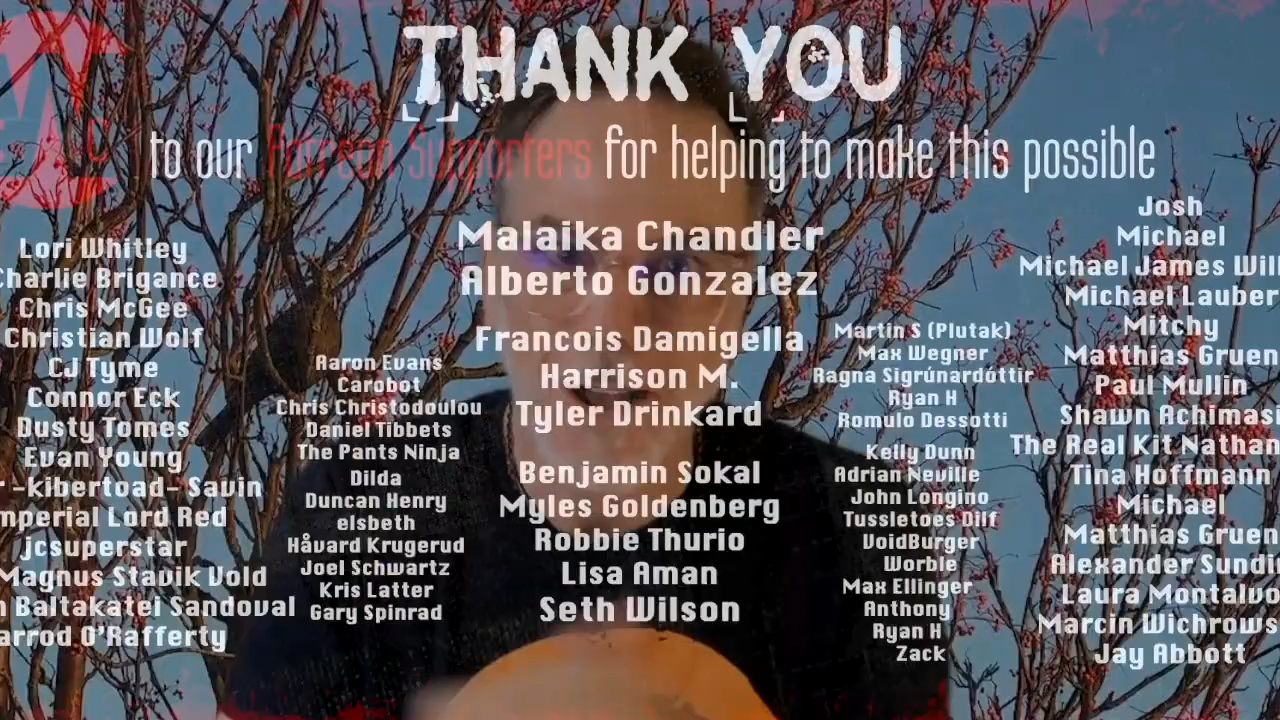 THANK YOU
to our Patreon Supporters for helping to make this possible
Lori Whitley
Charlie Brigance
Chris McGee
Christian Wolf
CJ Tyme
Connor Eck
Dusty Tomes
Evan Young
-kibertoad- Savin
Imperial Lord Red
jcsuperstar
Magnus Stavik Vold
Baltakatei Sandoval
O'Rafferty
Aaron Evans
Carobot
Chris Christodoulou
Daniel Tibbets
The Pants Ninja
Dilda
Duncan Henry
elsbeth
Håvard Krugerud
Joel Schwartz
Kris Latter
Gary Spinrad
Malaika Chandler
Alberto Gonzalez
Francois Damigella
Harrison M.
Tyler Drinkard
Benjamin Sokal
Myles Goldenberg
Robbie Thurio
Lisa Aman
Seth Wilson
Martin S (Plutak)
Max Wegner
Ragna Sigrúnardóttir
Ryan H
Romulo Dessotti
Kelly Dunn
Adrian Neville
John Longino
Tussletoes Dilf
VoidBurger
Worble
Max Ellinger
Anthony
Ryan H
Zack
Josh
Michael
Michael James Will
Michael Lauber
Mitchy
Matthias Gruen
Paul Mullin
Shawn Achimasi
The Real Kit Nathan
Tina Hoffmann
Michael
Matthias Gruen
Alexander Sundi
Laura Montalvo
Marcin Wichrows
Jay Abbott